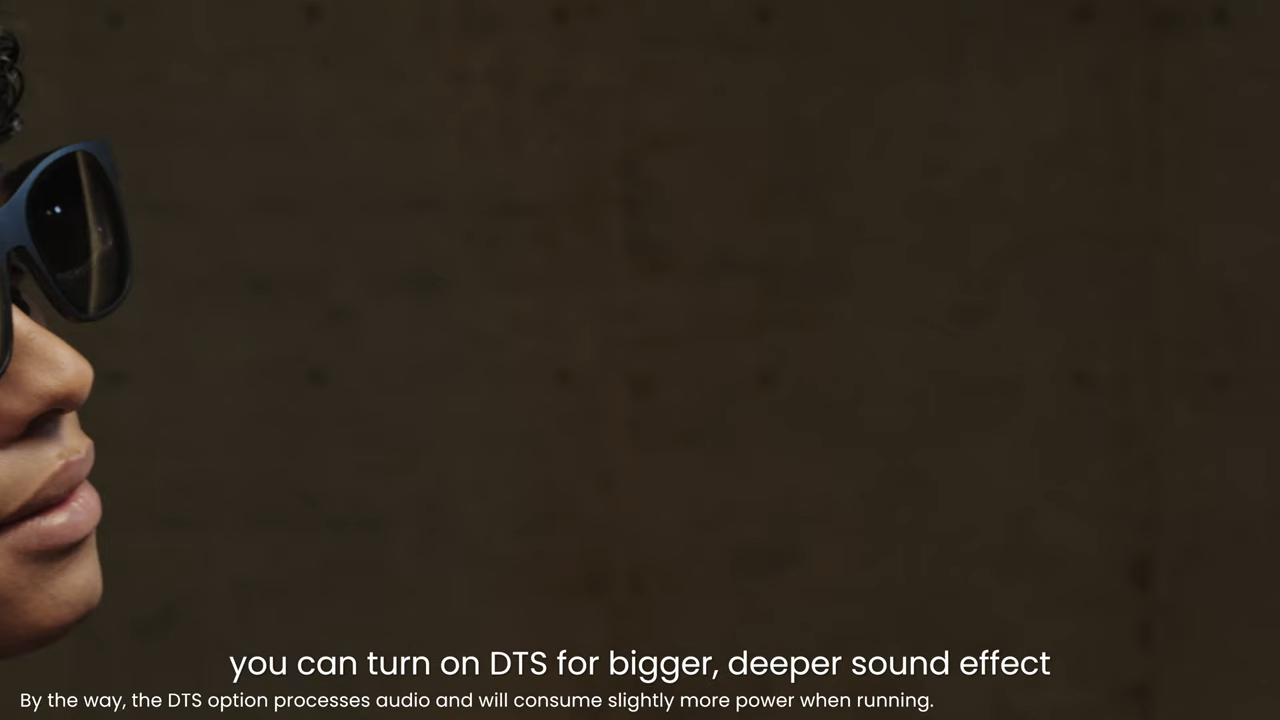 you can turn on DTS for bigger, deeper sound effect
By the way, the DTS option processes audio and will consume slightly more power when running.